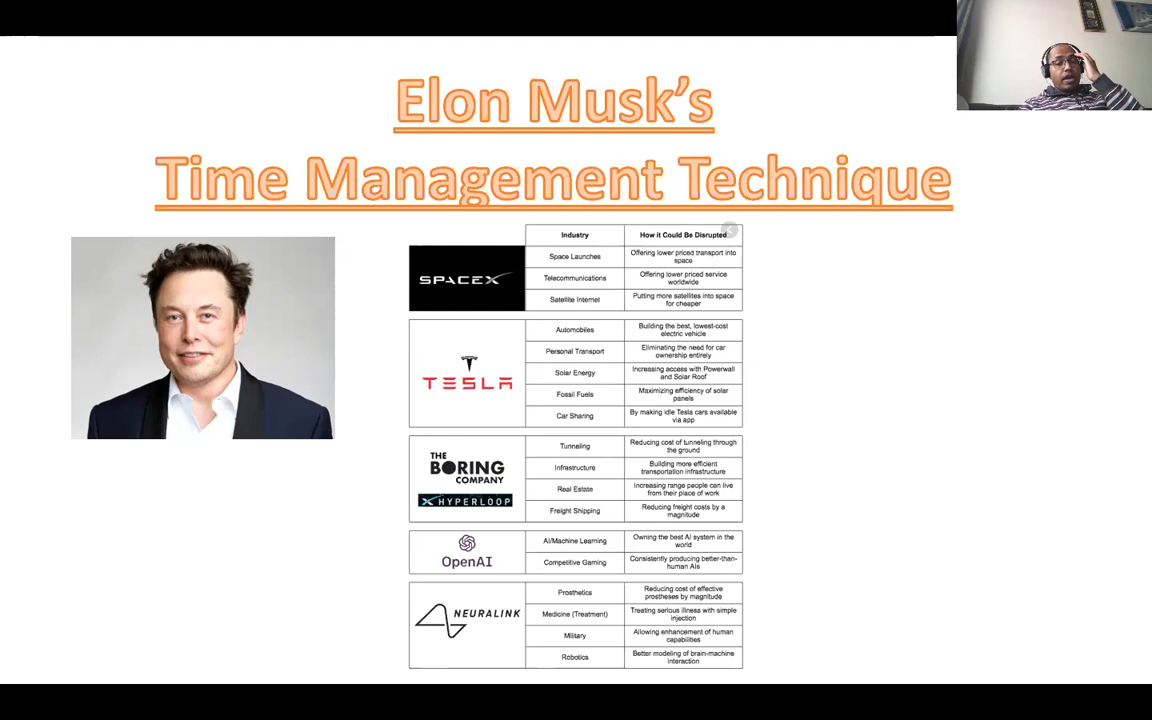 Elon Musk's
Time Management Technique
Industry
How it Could Be Disrupted
SPACEX
Space Launches
Offering lower priced transport into
space
Telecommunications
Offering lower priced service
worldwide
Satellite Internet
Putting more satellites into space
for cheaper
TESLA
Automobiles
Building the best, lowest-cost
electric vehicle
Personal Transport
Eliminating the need for car
ownership entirely
Solar Energy
Increasing access with Powerwall
and Solar Roof
Fossil Fuels
Maximizing efficiency of solar
panels
Car Sharing
By making idle Tesla cars available
via app
THE
BORING
COMPANY
HYPERLOOP
Tunneling
Reducing cost of tunneling through
the ground
Infrastructure
Building more efficient
transportation infrastructure
Real Estate
Increasing range people can live
from their place of work
Freight Shipping
Reducing freight costs by a
magnitude
OpenAI
AI/Machine Learning
Owning the best AI system in the
world
Competitive Gaming
Consistently producing better-than-
human AIs
NEURALINK
Prosthetics
Reducing cost of effective
prostheses by magnitude
Medicine (Treatment)
Treating serious illness with simple
injection
Military
Allowing enhancement of human
capabilities
Robotics
Better modeling of brain-machine
interaction